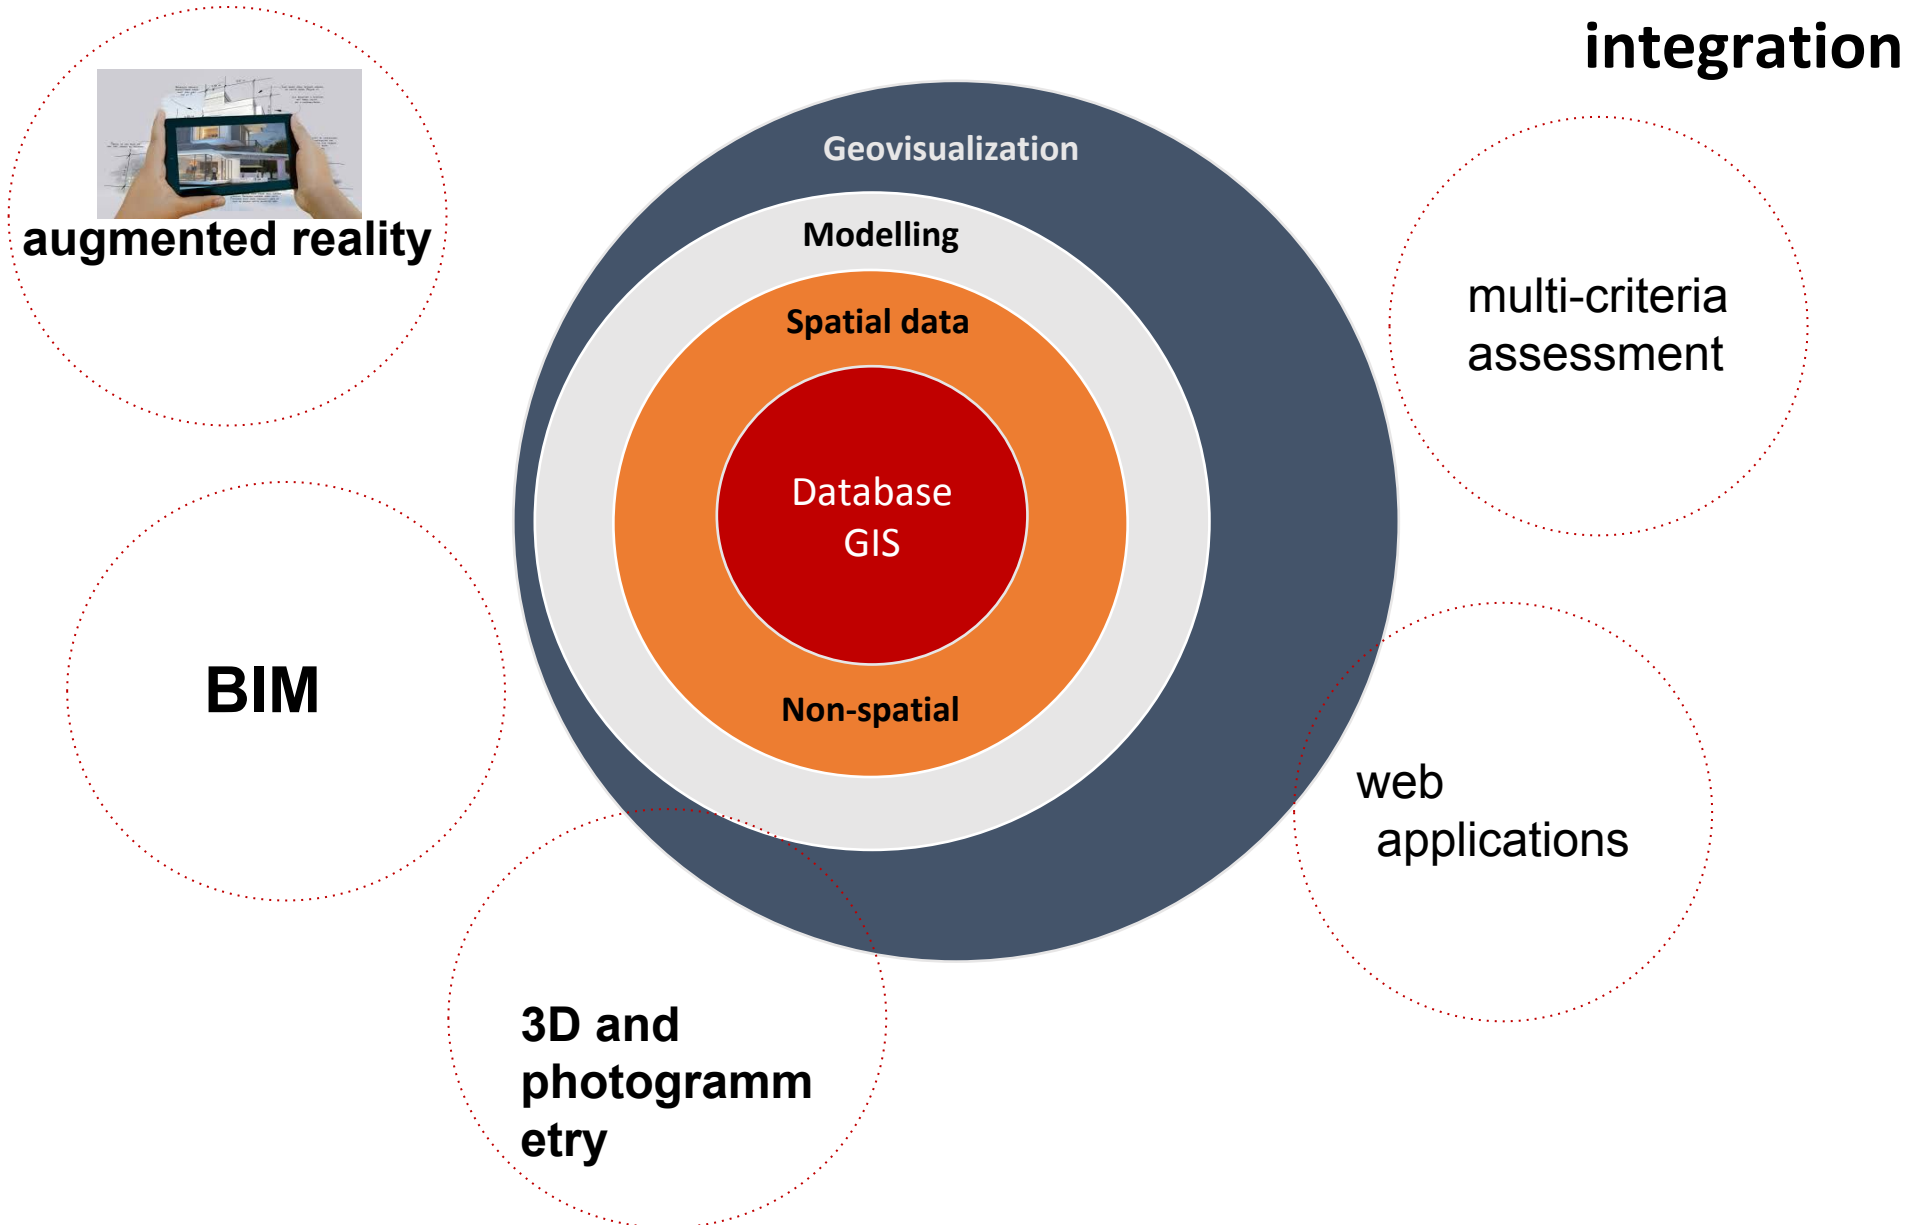 integration
Geovisualization
augmented reality
Modelling
multi-criteria
assessment
Spatial data
Database
GIS
BIM
Non-spatial
web
applications
3D and
photogramm
etry